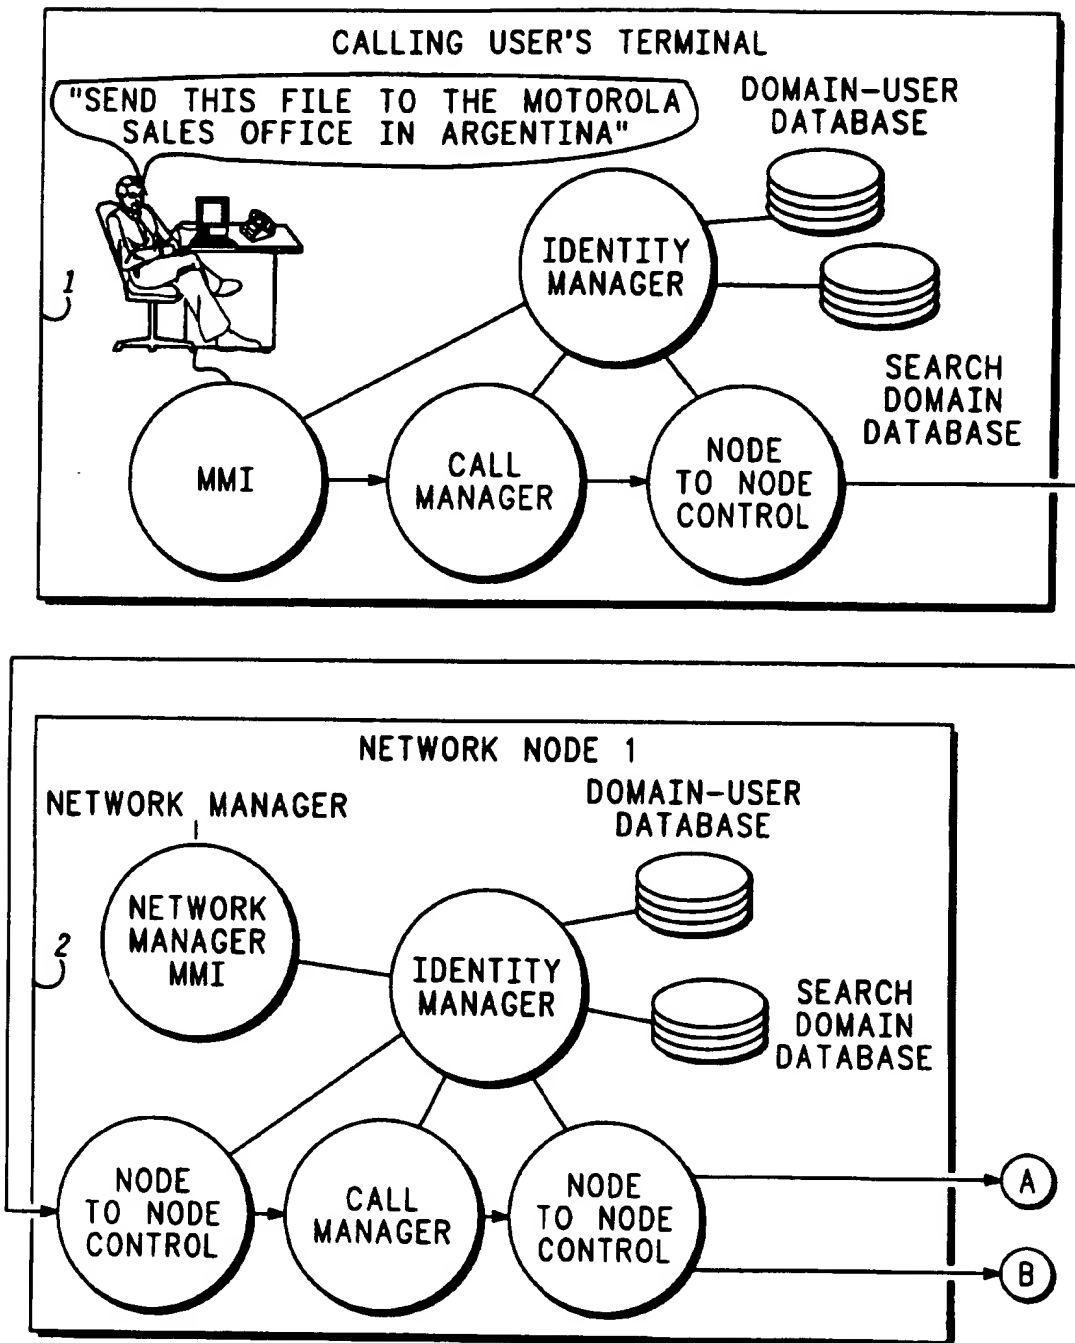 CALLING USER'S TERMINAL
"SEND THIS FILE TO THE MOTOROLA
SALES OFFICE IN ARGENTINA"
DOMAIN-USER
DATABASE
IDENTITY
MANAGER
1
SEARCH
DOMAIN
DATABASE
MMI
CALL
MANAGER
NODE
TO NODE
CONTROL
NETWORK NODE 1
NETWORK MANAGER
DOMAIN-USER
DATABASE
NETWORK
MANAGER
MMI
2
IDENTITY
MANAGER
SEARCH
DOMAIN
DATABASE
NODE
TO NODE
CONTROL
CALL
MANAGER
NODE
TO NODE
CONTROL
A
B